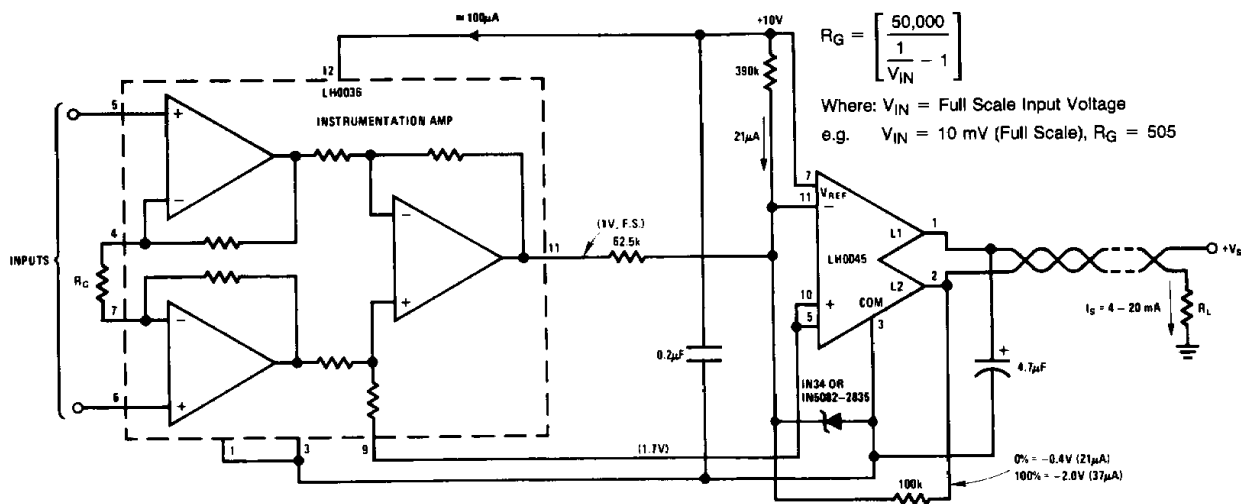 ≈ 100µA
+10V
R_G = [ 50,000 / (1/V_IN − 1) ]
Where: V_IN = Full Scale Input Voltage
e.g. V_IN = 10 mV (Full Scale), R_G = 505
12
LH0036
INSTRUMENTATION AMP
390k
21µA
5
+
−
4
INPUTS
R_G
7
−
+
6
−
+
11
(1V, F.S.)
62.5k
7
V_REF
11
−
LH0045
L1
1
L2
2
10
+
5
COM
3
+V_S
I_S = 4 – 20 mA
R_L
0.2µF
+
4.7µF
IN34 OR
IN5082–2835
1
3
9
(1.7V)
100k
0% = –0.4V (21µA)
100% = –2.0V (37µA)